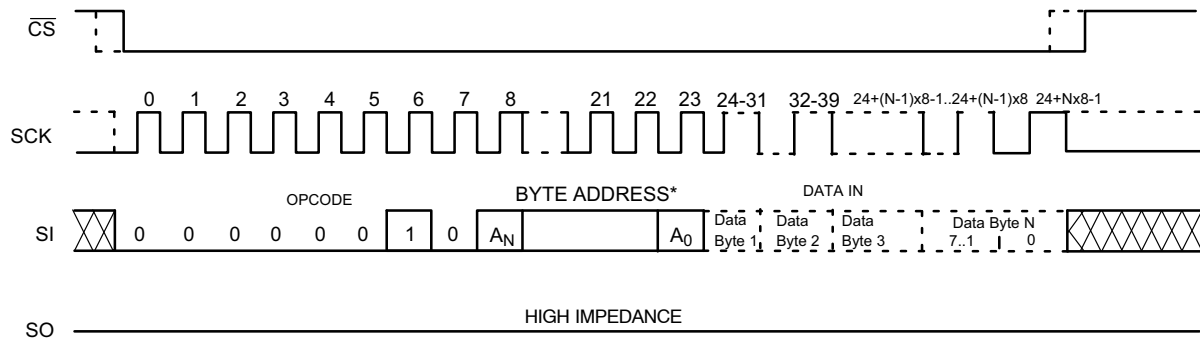 CS
0 1 2 3 4 5 6 7 8 21 22 23 24-31 32-39 24+(N-1)x8-1..24+(N-1)x8 24+Nx8-1
SCK
OPCODE BYTE ADDRESS* DATA IN
SI 0 0 0 0 0 0 1 0 AN A0 Data Byte 1 Data Byte 2 Data Byte 3 Data Byte N 7..1 0
HIGH IMPEDANCE
SO